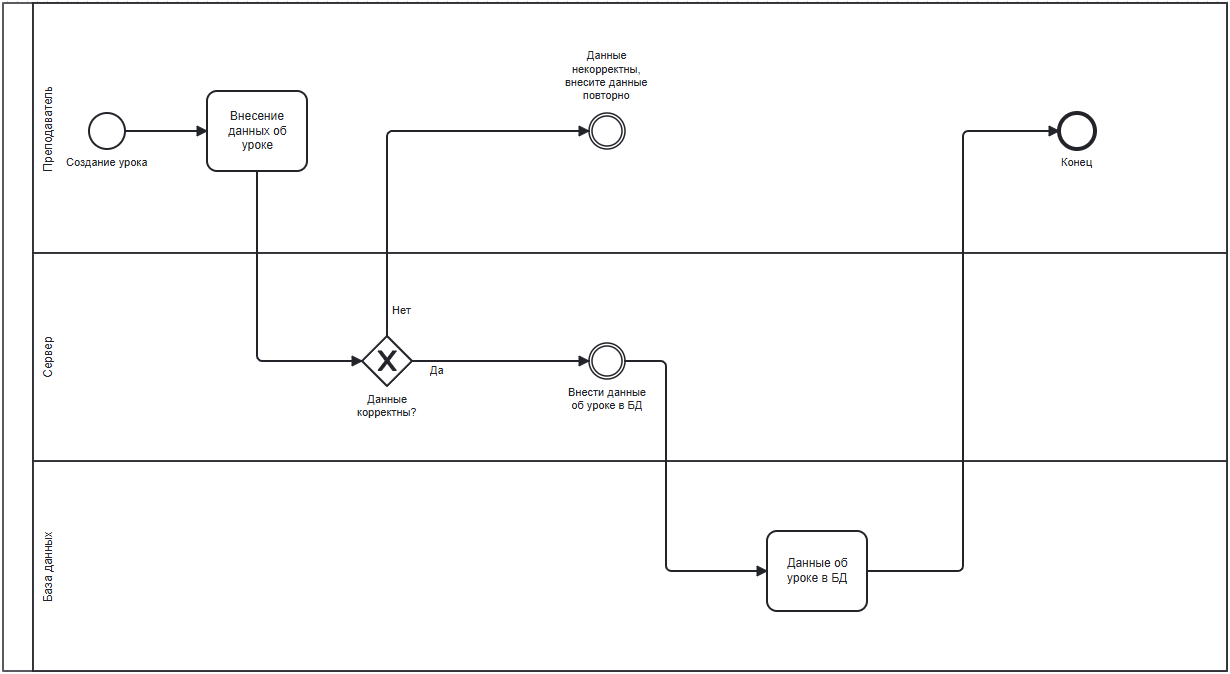 Преподаватель
Создание урока
Внесение
данных об
уроке
Данные
некорректны,
внесите данные
повторно
Конец
Сервер
Нет
X
Да
Данные
корректны?
Внести данные
об уроке в БД
База данных
Данные об
уроке в БД